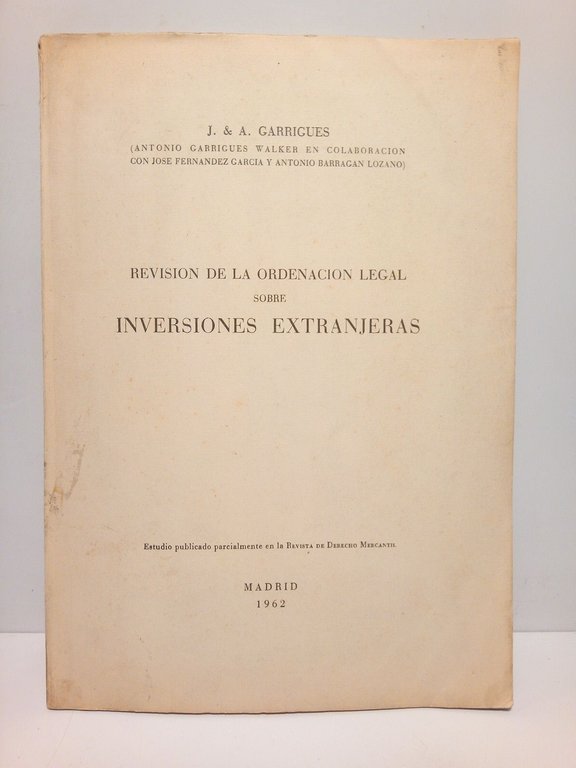 J. & A. GARRIGUES
(ANTONIO GARRIGUES WALKER EN COLABORACION
CON JOSE FERNANDEZ GARCIA Y ANTONIO BARRAGAN LOZANO)
REVISION DE LA ORDENACION LEGAL
SOBRE
INVERSIONES EXTRANJERAS
Estudio publicado parcialmente en la REVISTA DE DERECHO MERCANTIL
MADRID
1962